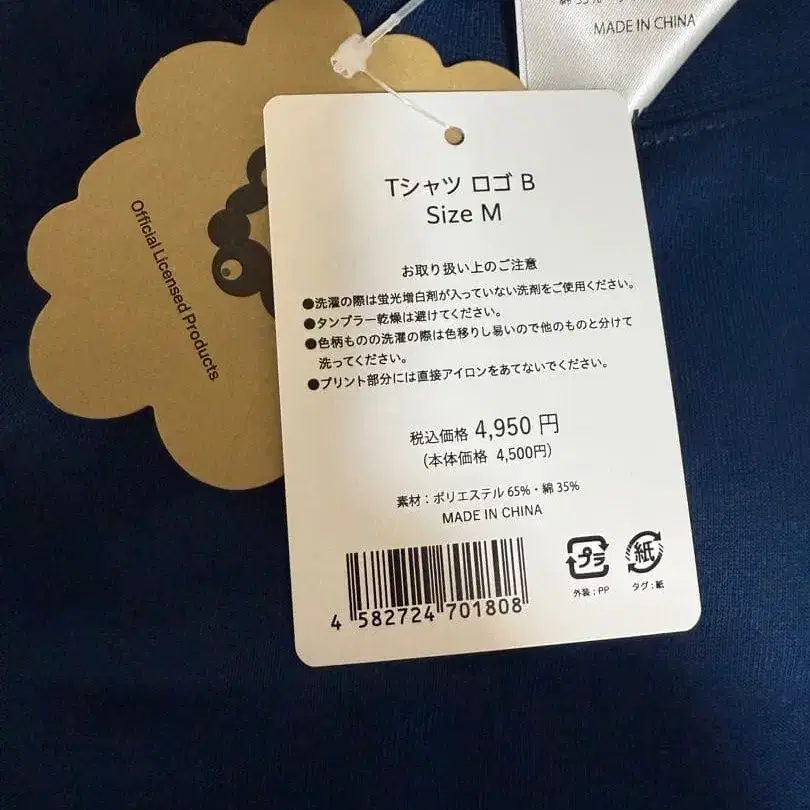 MADE IN CHINA
Official Licensed Products
Tシャツ ロゴ B
Size M
お取り扱い上のご注意
●洗濯の際は蛍光増白剤が入っていない洗剤をご使用ください。
●タンブラー乾燥は避けてください。
●色柄ものの洗濯の際は色移りし易いので他のものと分けて
洗ってください。
●プリント部分には直接アイロンをあてないでください。
税込価格 4,950 円
(本体価格 4,500円)
素材:ポリエステル 65%・綿 35%
MADE IN CHINA
プラ 紙
外装:PP タグ:紙
4 582724 701808